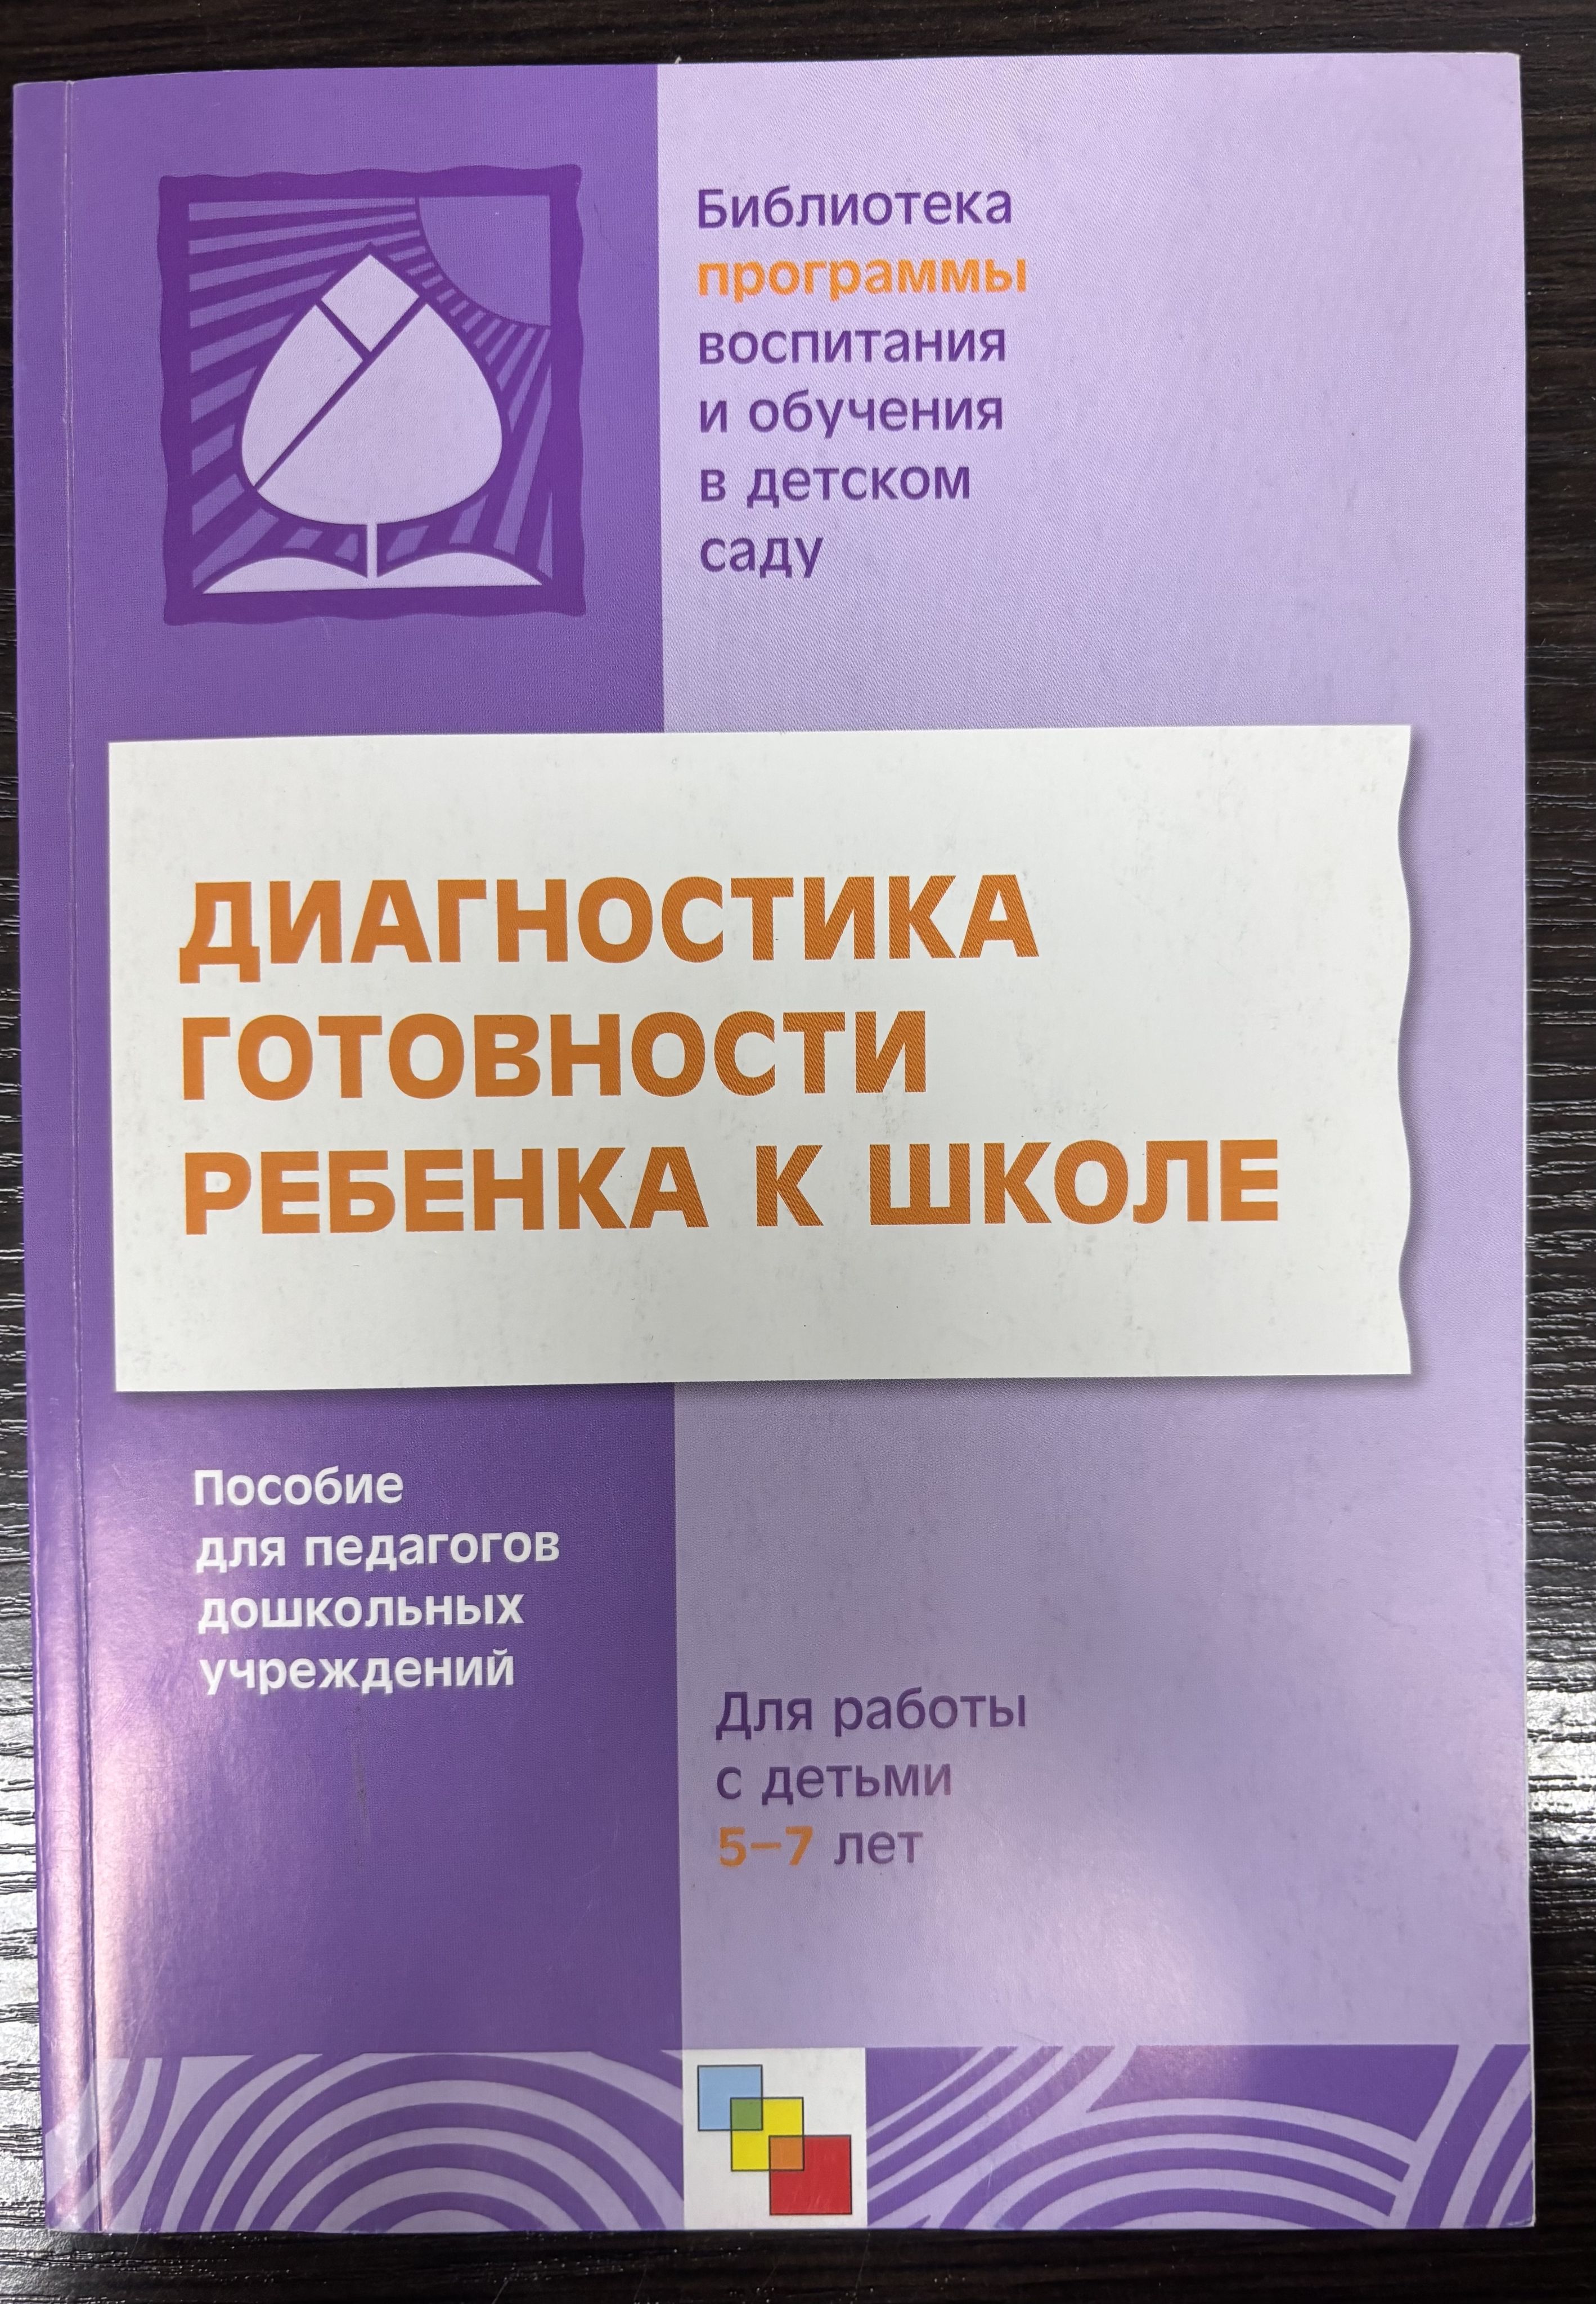 Библиотека
программы
воспитания
и обучения
в детском
саду
ДИАГНОСТИКА
ГОТОВНОСТИ
РЕБЕНКА К ШКОЛЕ
Пособие
для педагогов
дошкольных
учреждений
Для работы
с детьми
5–7 лет